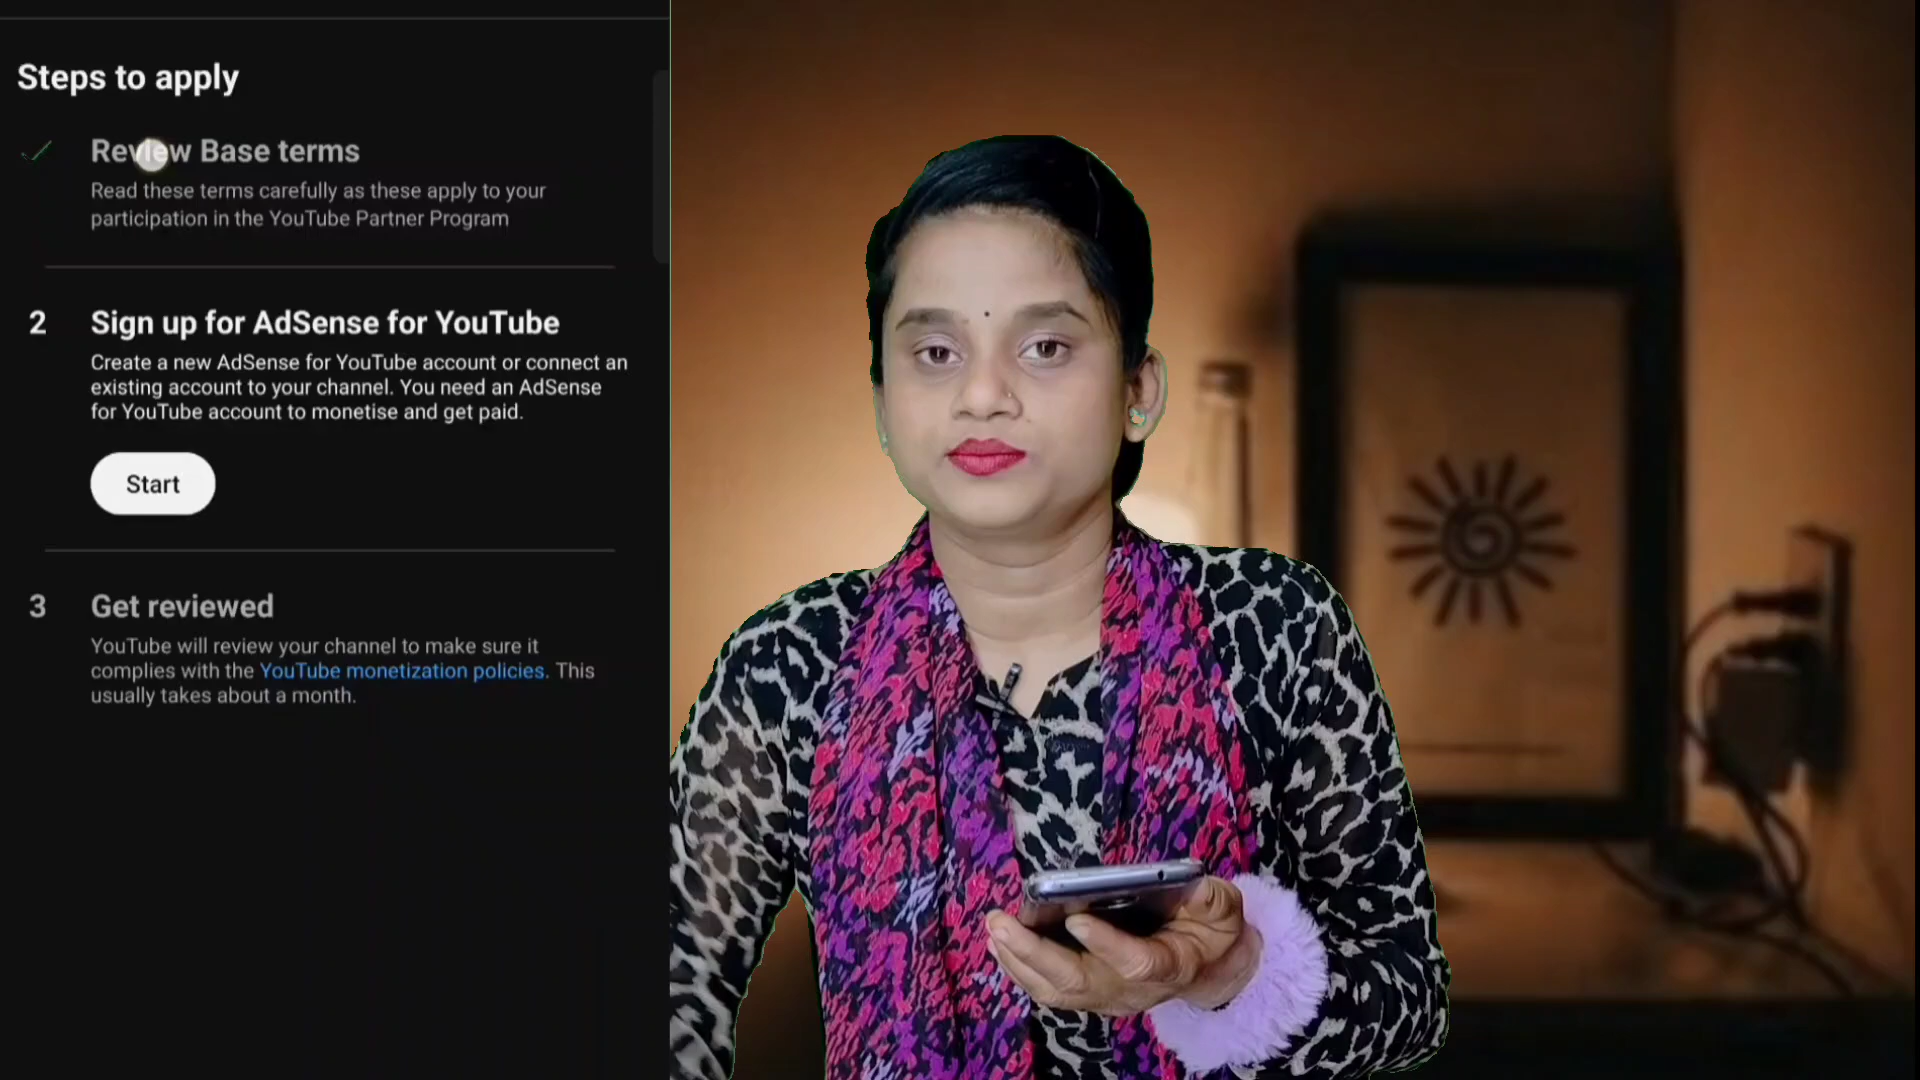 Steps to apply
Review Base terms
Read these terms carefully as these apply to your
participation in the YouTube Partner Program
2
Sign up for AdSense for YouTube
Create a new AdSense for YouTube account or connect an
existing account to your channel. You need an AdSense
for YouTube account to monetise and get paid.
Start
3
Get reviewed
YouTube will review your channel to make sure it
complies with the YouTube monetization policies. This
usually takes about a month.